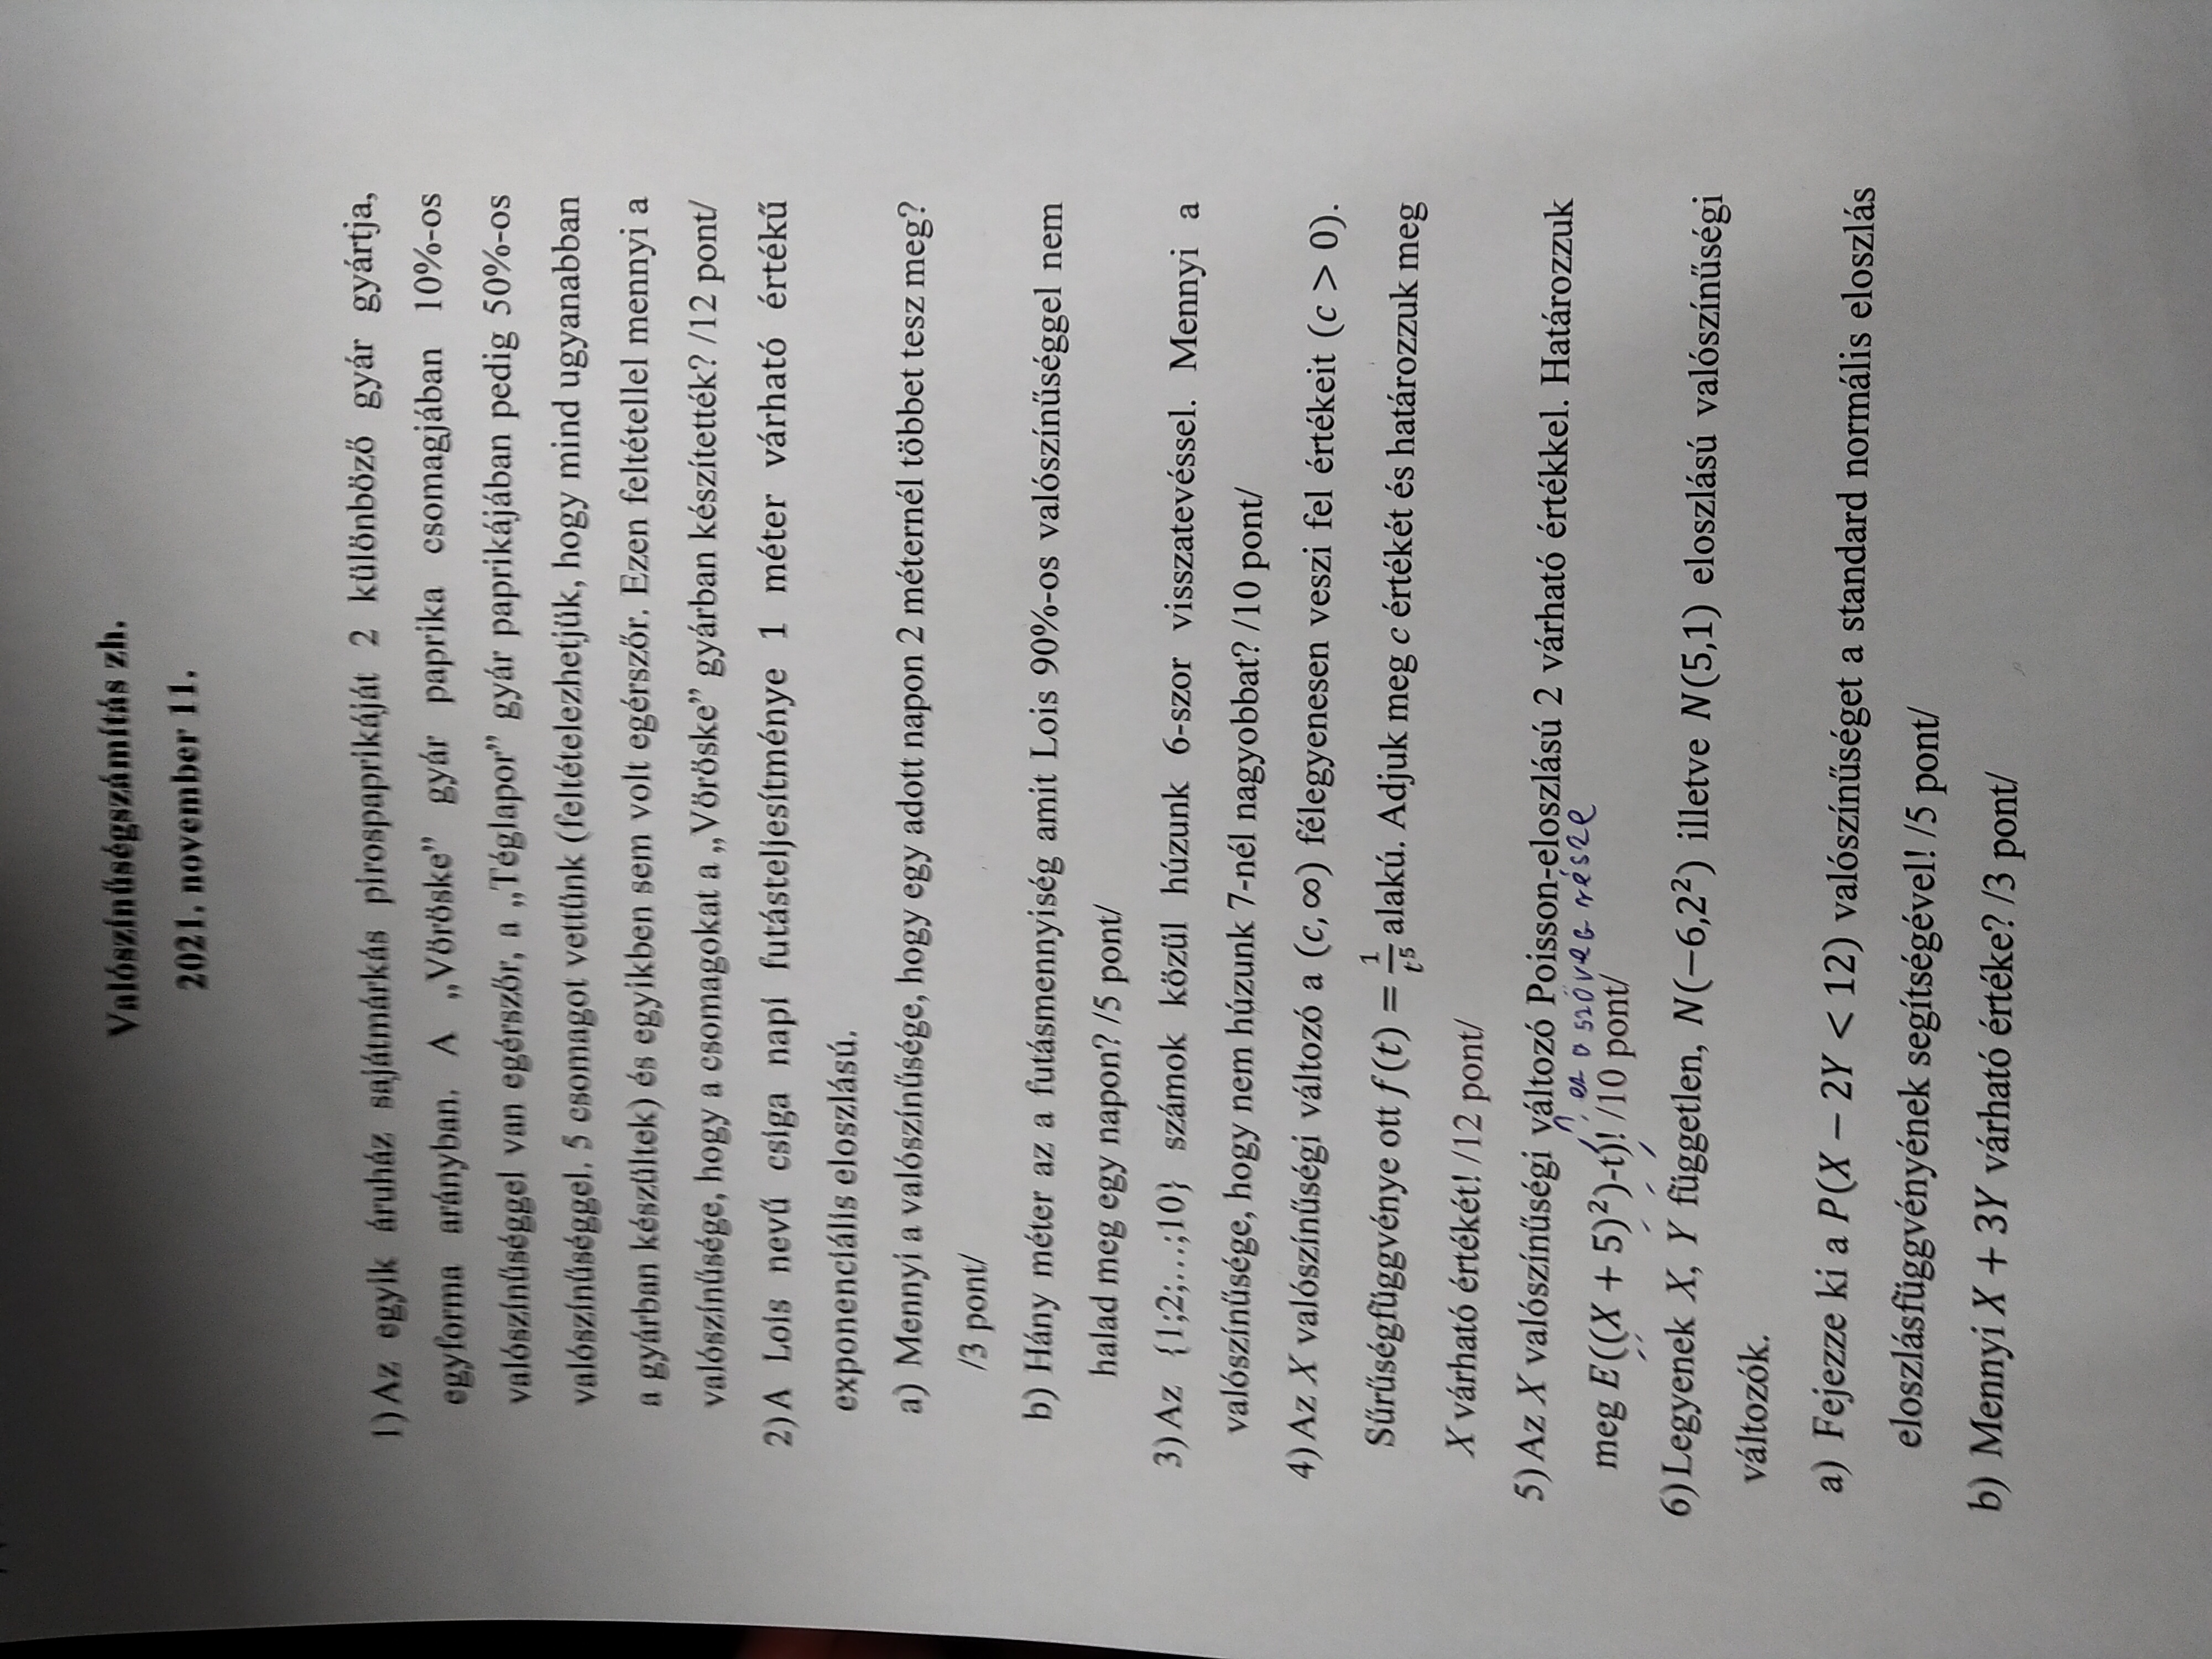 Valószínűségszámítás zh.
2021. november 11.
1) Az egyik áruház sajátmárkás pirospaprikáját 2 különböző gyár gyártja,
egyforma arányban. A „Vöröske” gyár paprika csomagjában 10%-os
valószínűséggel van egérszőr, a „Téglapor” gyár paprikájában pedig 50%-os
valószínűséggel. 5 csomagot vettünk (feltételezhetjük, hogy mind ugyanabban
a gyárban készültek) és egyikben sem volt egérszőr. Ezen feltétellel mennyi a
valószínűsége, hogy a csomagokat a „Vöröske” gyárban készítették? /12 pont/
2) A Lois nevű csiga napi futásteljesítménye 1 méter várható értékű
exponenciális eloszlású.
a) Mennyi a valószínűsége, hogy egy adott napon 2 méternél többet tesz meg?
/3 pont/
b) Hány méter az a futásmennyiség amit Lois 90%-os valószínűséggel nem
halad meg egy napon? /5 pont/
3) Az {1;2;...;10} számok közül húzunk 6-szor visszatevéssel. Mennyi a
valószínűsége, hogy nem húzunk 7-nél nagyobbat? /10 pont/
4) Az X valószínűségi változó a (c, ∞) félegyenesen veszi fel értékeit (c > 0).
Sűrűségfüggvénye ott f(t) = 1/t⁵ alakú. Adjuk meg c értékét és határozzuk meg
X várható értékét! /12 pont/
5) Az X valószínűségi változó Poisson-eloszlású 2 várható értékkel. Határozzuk
ez a szöveg része
meg E((X + 5)²)-t)! /10 pont/
6) Legyenek X, Y független, N(−6,2²) illetve N(5,1) eloszlású valószínűségi
változók.
a) Fejezze ki a P(X − 2Y < 12) valószínűséget a standard normális eloszlás
eloszlásfüggvényének segítségével! /5 pont/
b) Mennyi X + 3Y várható értéke? /3 pont/